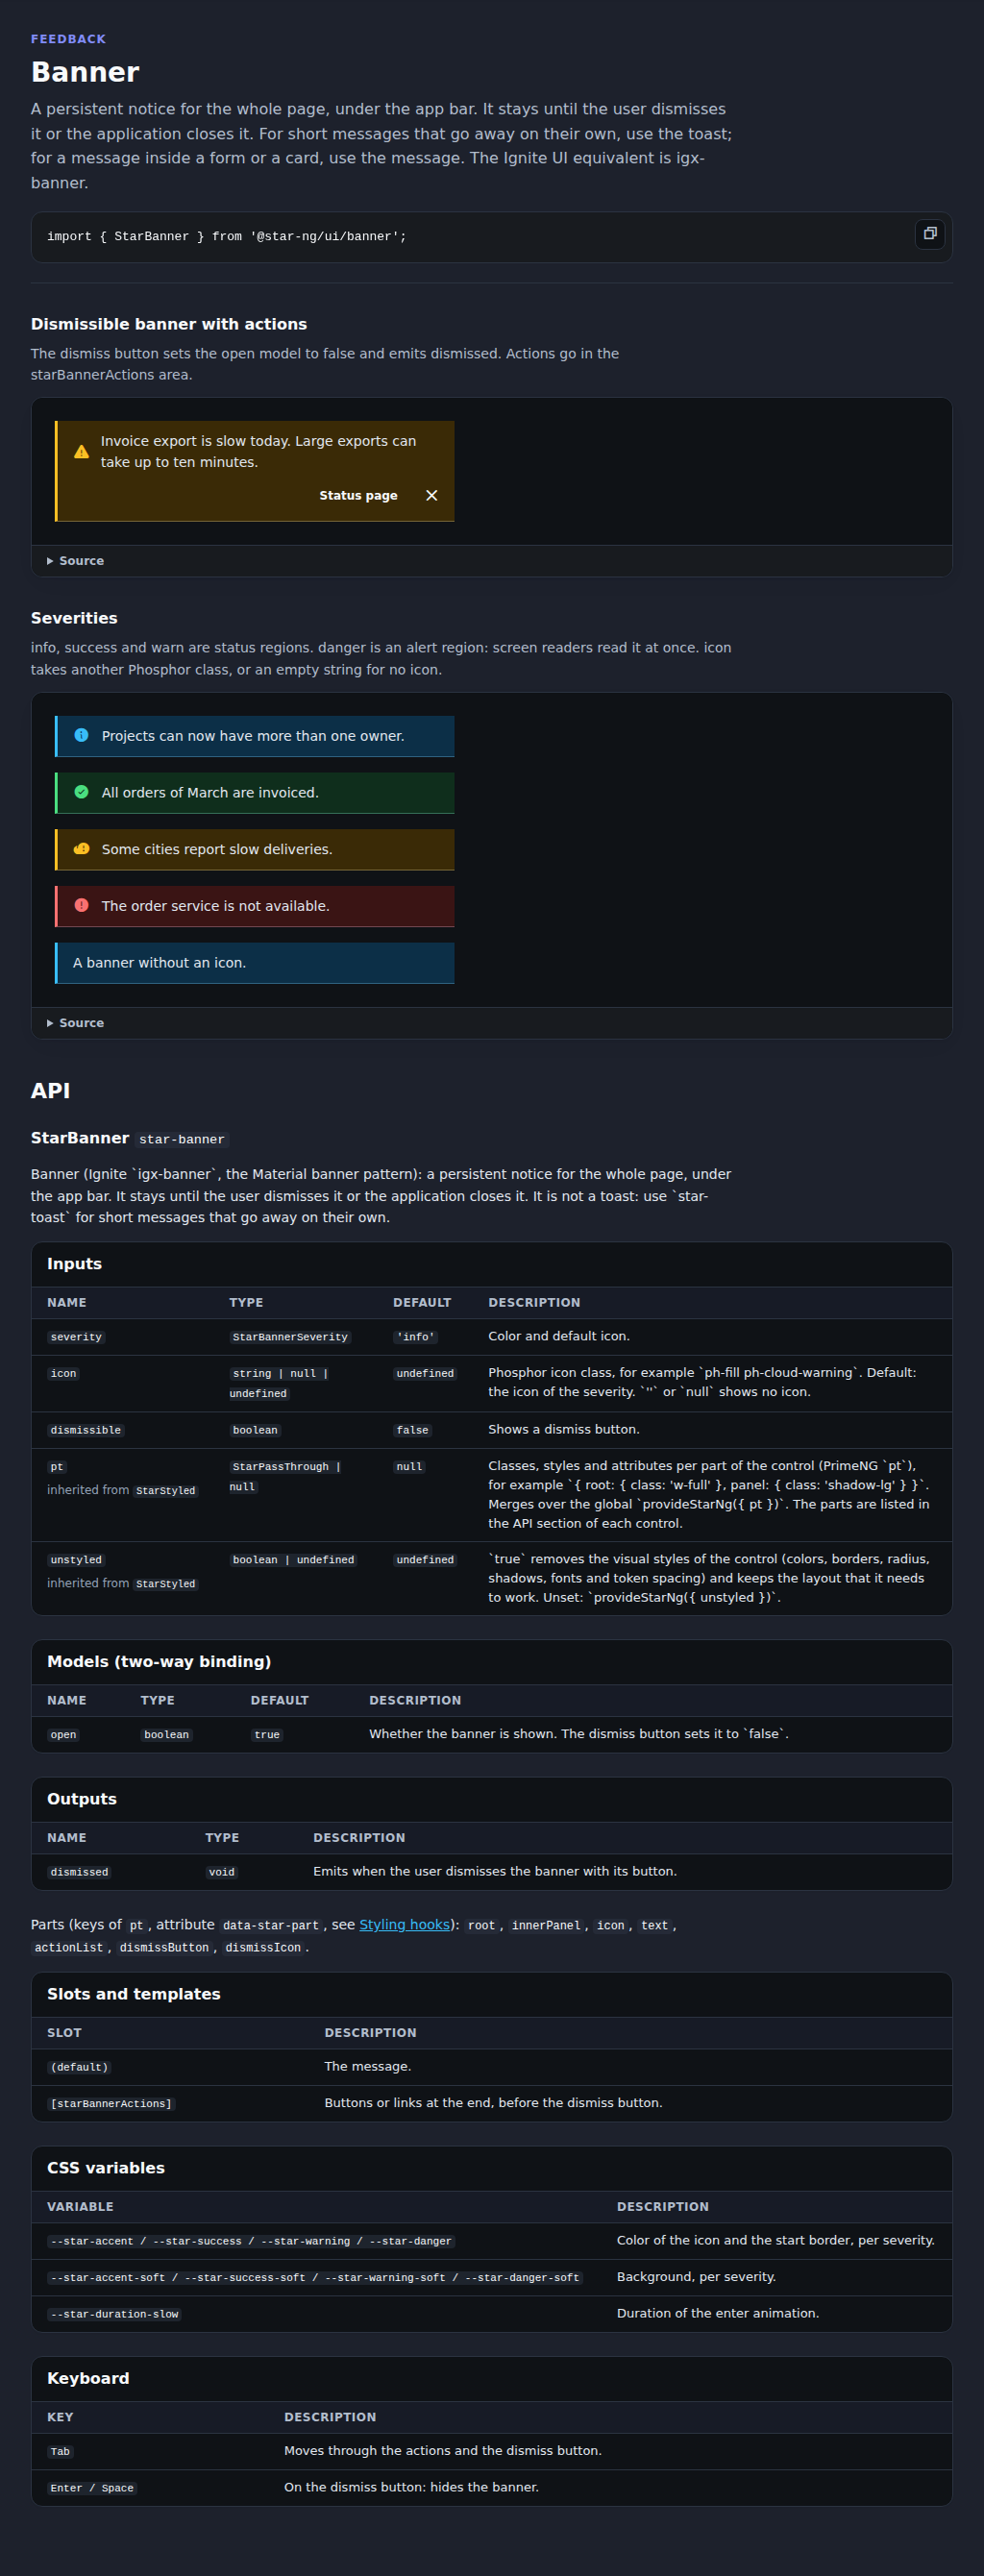 FEEDBACK
Banner
A persistent notice for the whole page, under the app bar. It stays until the user dismisses
it or the application closes it. For short messages that go away on their own, use the toast;
for a message inside a form or a card, use the message. The Ignite UI equivalent is igx-
banner.
import { StarBanner } from '@star-ng/ui/banner';
Dismissible banner with actions
The dismiss button sets the open model to false and emits dismissed. Actions go in the
starBannerActions area.
Invoice export is slow today. Large exports can
take up to ten minutes.
Status page
Source
Severities
info, success and warn are status regions. danger is an alert region: screen readers read it at once. icon
takes another Phosphor class, or an empty string for no icon.
Projects can now have more than one owner.
All orders of March are invoiced.
Some cities report slow deliveries.
The order service is not available.
A banner without an icon.
Source
API
StarBanner star-banner
Banner (Ignite `igx-banner`, the Material banner pattern): a persistent notice for the whole page, under
the app bar. It stays until the user dismisses it or the application closes it. It is not a toast: use `star-
toast` for short messages that go away on their own.
Inputs
NAME TYPE DEFAULT DESCRIPTION
severity StarBannerSeverity 'info' Color and default icon.
icon string | null | undefined Phosphor icon class, for example `ph-fill ph-cloud-warning`. Default:
undefined the icon of the severity. `''` or `null` shows no icon.
dismissible boolean false Shows a dismiss button.
pt StarPassThrough | null Classes, styles and attributes per part of the control (PrimeNG `pt`),
null for example `{ root: { class: 'w-full' }, panel: { class: 'shadow-lg' } }`.
inherited from StarStyled Merges over the global `provideStarNg({ pt })`. The parts are listed in
the API section of each control.
unstyled boolean | undefined undefined `true` removes the visual styles of the control (colors, borders, radius,
inherited from StarStyled shadows, fonts and token spacing) and keeps the layout that it needs
to work. Unset: `provideStarNg({ unstyled })`.
Models (two-way binding)
NAME TYPE DEFAULT DESCRIPTION
open boolean true Whether the banner is shown. The dismiss button sets it to `false`.
Outputs
NAME TYPE DESCRIPTION
dismissed void Emits when the user dismisses the banner with its button.
Parts (keys of pt, attribute data-star-part, see Styling hooks): root, innerPanel, icon, text,
actionList, dismissButton, dismissIcon.
Slots and templates
SLOT DESCRIPTION
(default) The message.
[starBannerActions] Buttons or links at the end, before the dismiss button.
CSS variables
VARIABLE DESCRIPTION
--star-accent / --star-success / --star-warning / --star-danger Color of the icon and the start border, per severity.
--star-accent-soft / --star-success-soft / --star-warning-soft / --star-danger-soft Background, per severity.
--star-duration-slow Duration of the enter animation.
Keyboard
KEY DESCRIPTION
Tab Moves through the actions and the dismiss button.
Enter / Space On the dismiss button: hides the banner.